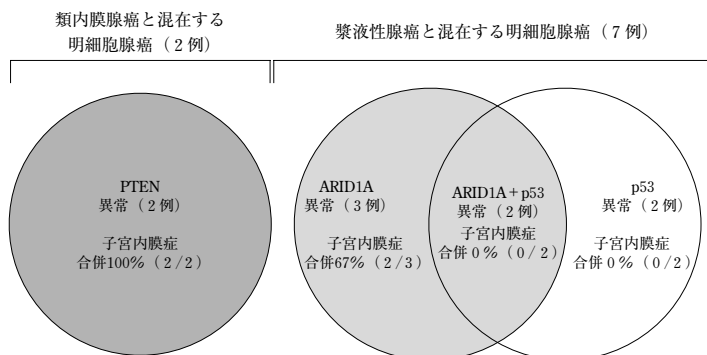 類内膜腺癌と混在する
明細胞腺癌（2例）
漿液性腺癌と混在する明細胞腺癌（7例）
PTEN
異常（2例）
子宮内膜症
合併100%（2/2）
ARID1A
異常（3例）
子宮内膜症
合併67%（2/3）
ARID1A+p53
異常（2例）
子宮内膜症
合併0%（0/2）
p53
異常（2例）
子宮内膜症
合併0%（0/2）